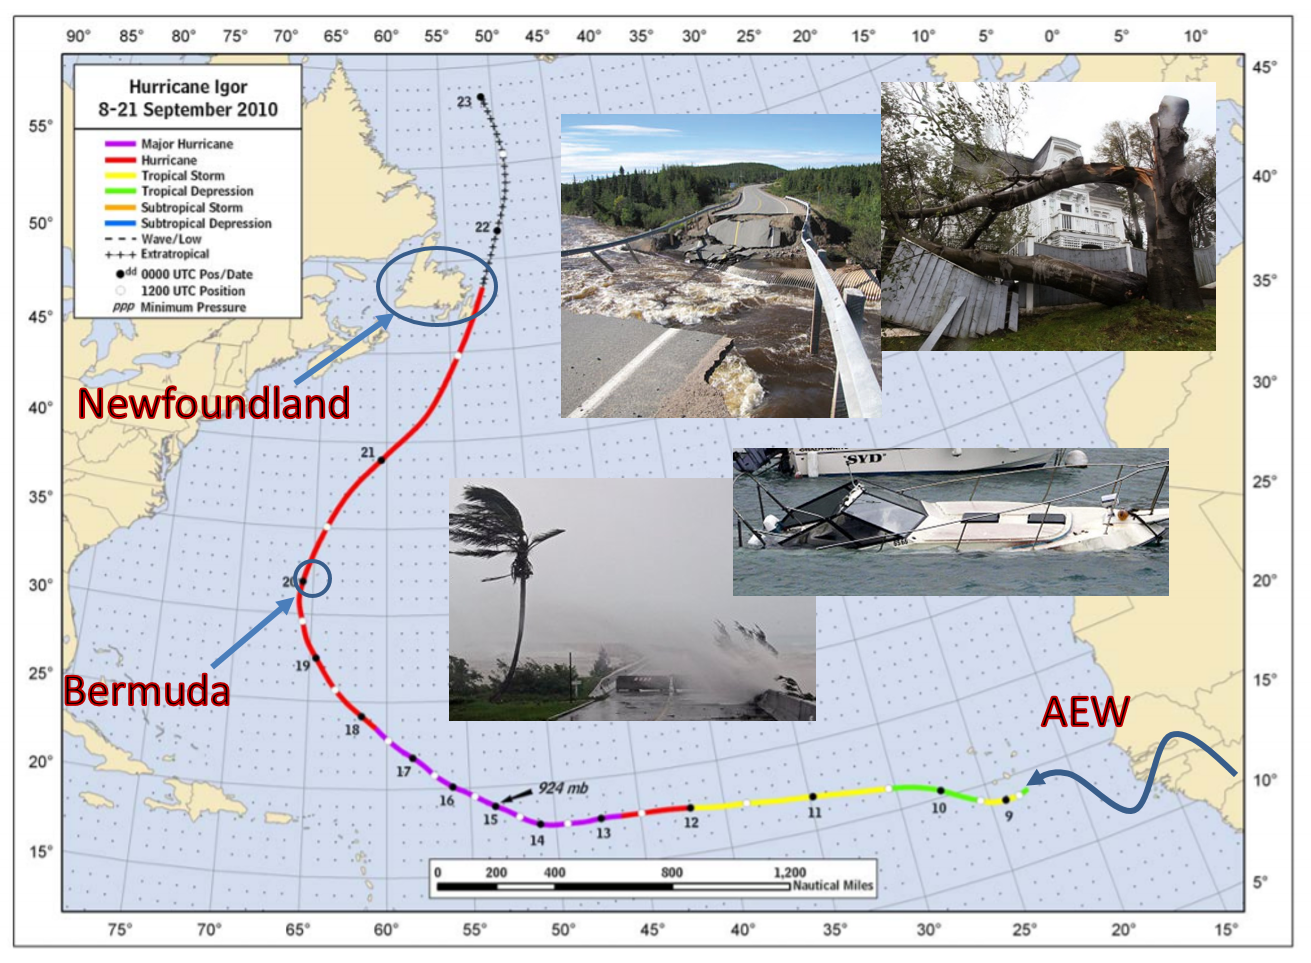 90° 85° 80° 75° 70° 65° 60° 55° 50° 45° 40° 35° 30° 25° 20° 15° 10° 5° 0° 5° 10°
Hurricane Igor
8-21 September 2010
Major Hurricane
Hurricane
Tropical Storm
Tropical Depression
Subtropical Storm
Subtropical Depression
Wave/Low
Extratropical
dd 0000 UTC Pos/Date
1200 UTC Position
ppp Minimum Pressure
55°
50°
45°
40°
35°
30°
25°
20°
15°
45°
40°
35°
30°
25°
20°
15°
10°
5°
23
22
Newfoundland
21
"SYD"
20
Bermuda
19
18
17
16
15
924 mb
14
13
12
11
10
9
AEW
0 200 400 800 1,200
Nautical Miles
75° 70° 65° 60° 55° 50° 45° 40° 35° 30° 25° 20° 15°